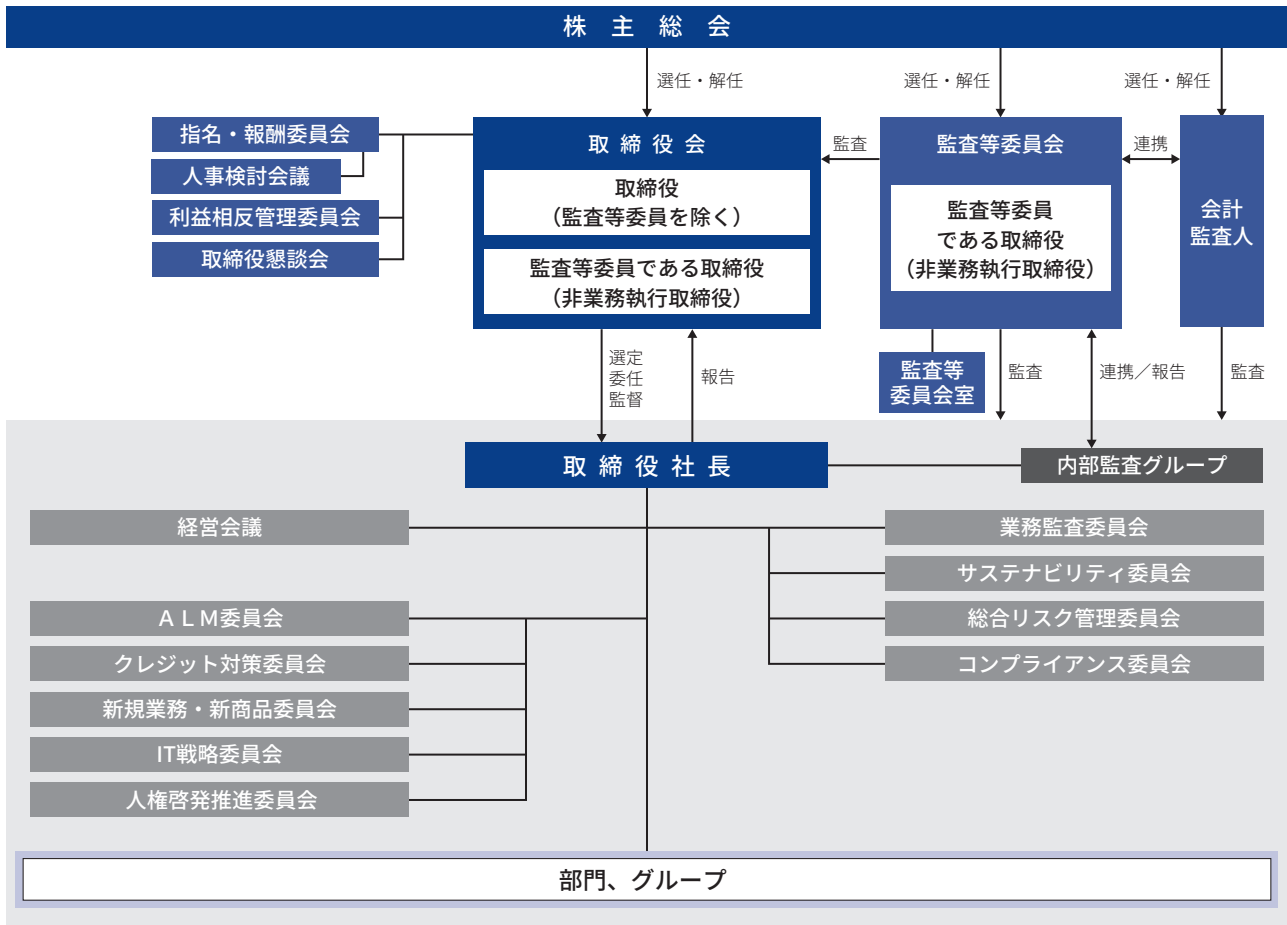 株主総会
選任・解任
選任・解任
選任・解任
指名・報酬委員会
人事検討会議
利益相反管理委員会
取締役懇談会
取締役会
取締役
（監査等委員を除く）
監査等委員である取締役
（非業務執行取締役）
監査
監査等委員会
監査等委員
である取締役
（非業務執行取締役）
連携
会計
監査人
選定
委任
監督
報告
監査等
委員会室
監査
連携／報告
監査
取締役社長
内部監査グループ
経営会議
業務監査委員会
サステナビリティ委員会
ＡＬＭ委員会
総合リスク管理委員会
クレジット対策委員会
コンプライアンス委員会
新規業務・新商品委員会
IT戦略委員会
人権啓発推進委員会
部門、グループ